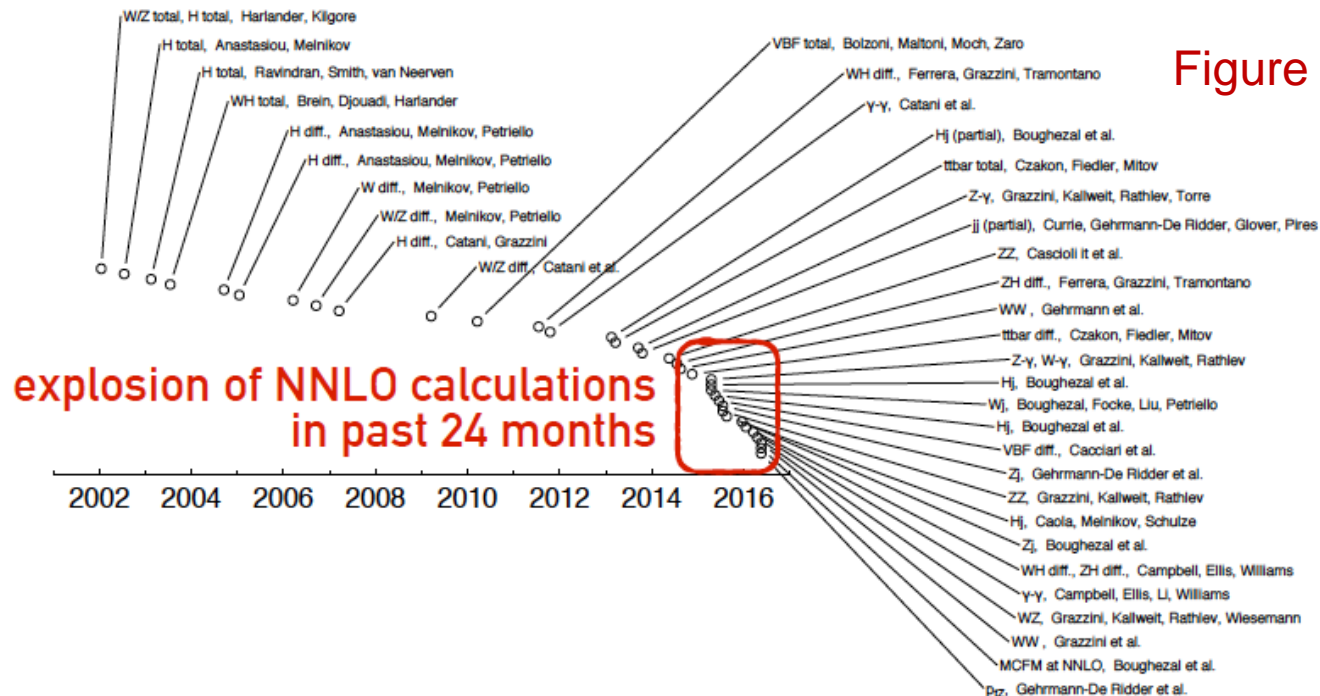 W/Z total, H total, Harlander, Kilgore
H total, Anastasiou, Melnikov
H total, Ravindran, Smith, van Neerven
WH total, Brein, Djouadi, Harlander
H diff., Anastasiou, Melnikov, Petriello
H diff., Anastasiou, Melnikov, Petriello
W diff., Melnikov, Petriello
W/Z diff., Melnikov, Petriello
H diff., Catani, Grazzini
W/Z diff., Catani et al.
VBF total, Bolzoni, Maltoni, Moch, Zaro
WH diff., Ferrera, Grazzini, Tramontano
γ-γ, Catani et al.
Hj (partial), Boughezal et al.
ttbar total, Czakon, Fiedler, Mitov
Z-γ, Grazzini, Kallweit, Rathlev, Torre
jj (partial), Currie, Gehrmann-De Ridder, Glover, Pires
ZZ, Cascioli it et al.
ZH diff., Ferrera, Grazzini, Tramontano
WW , Gehrmann et al.
ttbar diff., Czakon, Fiedler, Mitov
Z-γ, W-γ, Grazzini, Kallweit, Rathlev
Hj, Boughezal et al.
Wj, Boughezal, Focke, Liu, Petriello
Hj, Boughezal et al.
VBF diff., Cacciari et al.
Zj, Gehrmann-De Ridder et al.
ZZ, Grazzini, Kallweit, Rathlev
Hj, Caola, Melnikov, Schulze
Zj, Boughezal et al.
WH diff., ZH diff., Campbell, Ellis, Williams
γ-γ, Campbell, Ellis, Li, Williams
WZ, Grazzini, Kallweit, Rathlev, Wiesemann
WW , Grazzini et al.
MCFM at NNLO, Boughezal et al.
pTZ, Gehrmann-De Ridder et al.
Figure
explosion of NNLO calculations
in past 24 months
2002 2004 2006 2008 2010 2012 2014 2016